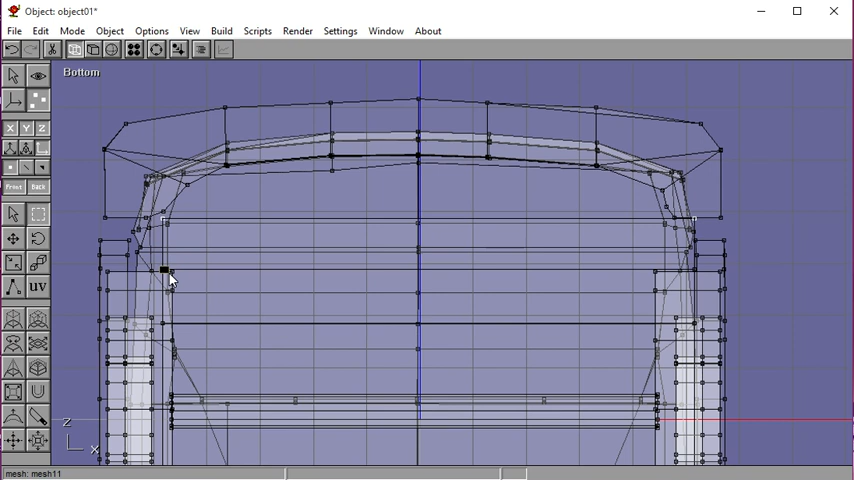 Object: object01*
File Edit Mode Object Options View Build Scripts Render Settings Window About
Bottom
X Y Z
Front Back
uv
Z
X
mesh: mesh11